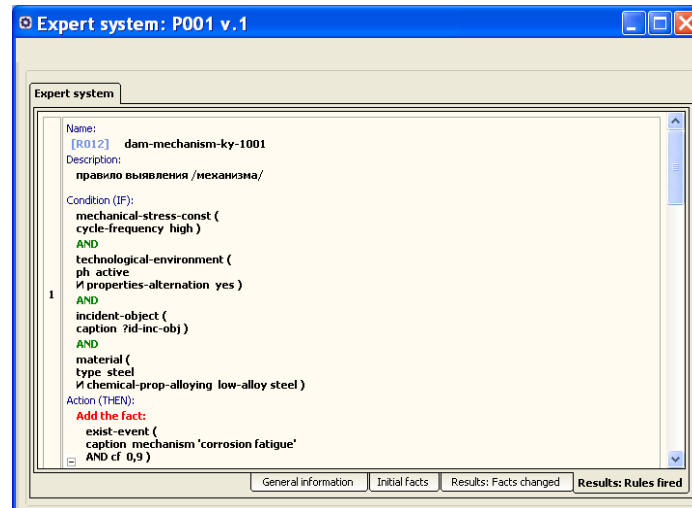 Expert system: P001 v.1
Expert system
Name:
[R012] dam-mechanism-ky-1001
Description:
правило выявления /механизма/
Condition (IF):
mechanical-stress-const (
cycle-frequency high )
AND
technological-environment (
ph active
И properties-alternation yes )
1
AND
incident-object (
caption ?id-inc-obj )
AND
material (
type steel
И chemical-prop-alloying low-alloy steel )
Action (THEN):
Add the fact:
exist-event (
caption mechanism 'corrosion fatigue'
AND cf 0,9 )
General information Initial facts Results: Facts changed Results: Rules fired